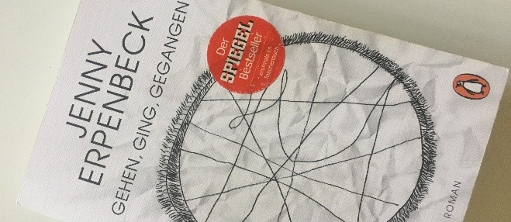 JENNY
ERPENBECK
GEHEN, GING, GEGANGEN
Der
SPIEGEL
Bestseller
ROMAN